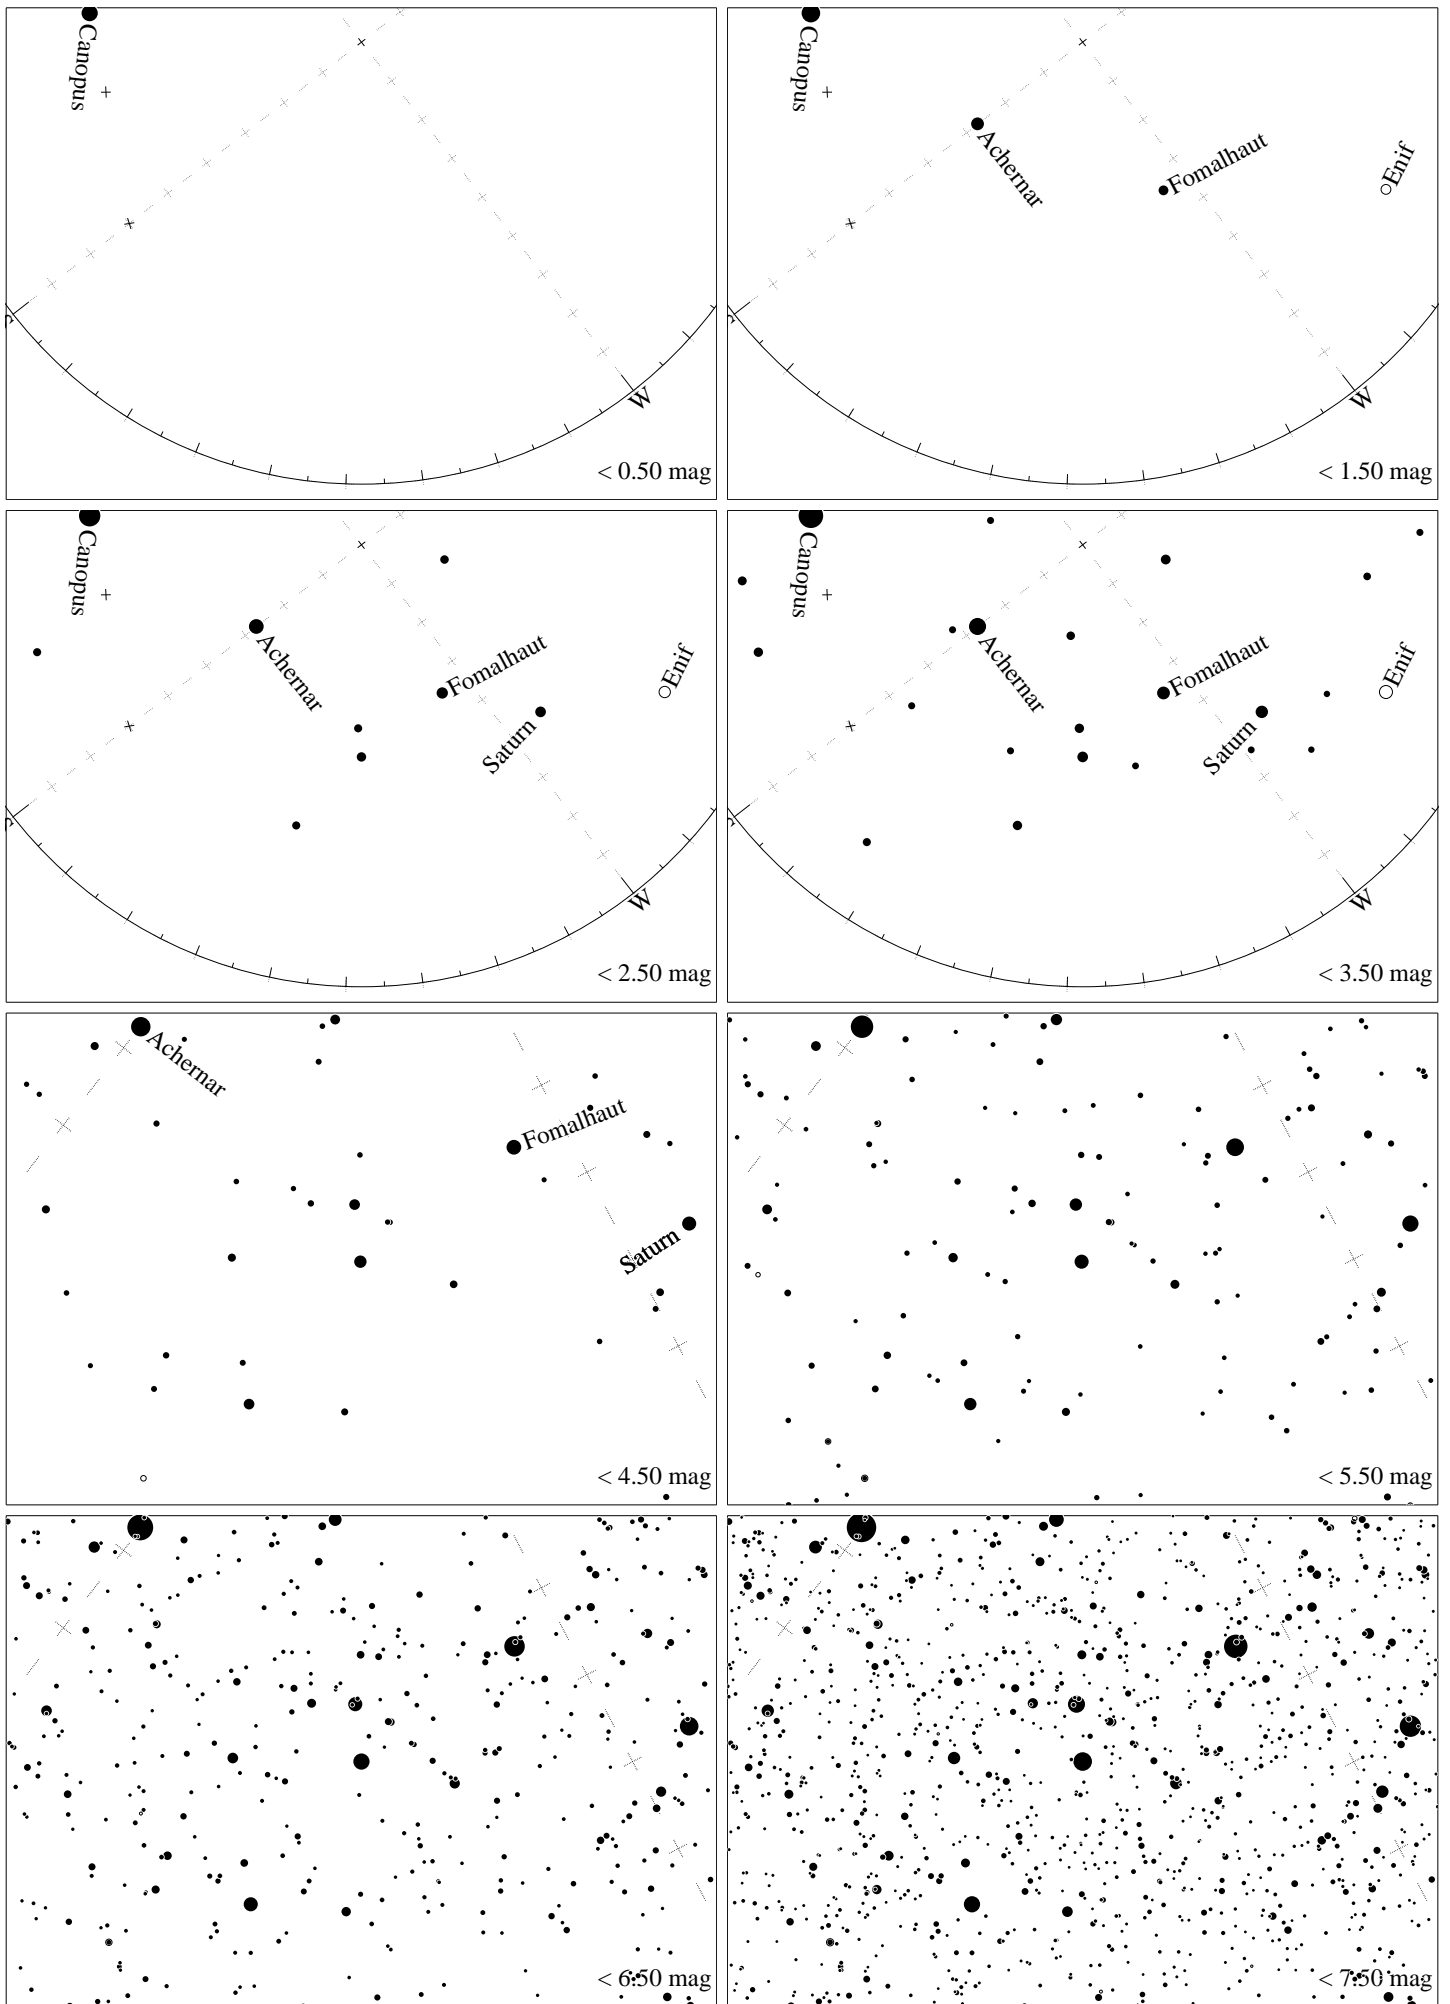 Canopus
W
< 0.50 mag
Canopus
Achernar
Fomalhaut
Enif
W
< 1.50 mag
Canopus
Achernar
Fomalhaut
Saturn
Enif
W
< 2.50 mag
Canopus
Achernar
Fomalhaut
Saturn
Enif
W
< 3.50 mag
Achernar
Fomalhaut
Saturn
< 4.50 mag
< 5.50 mag
< 6.50 mag
< 7.50 mag